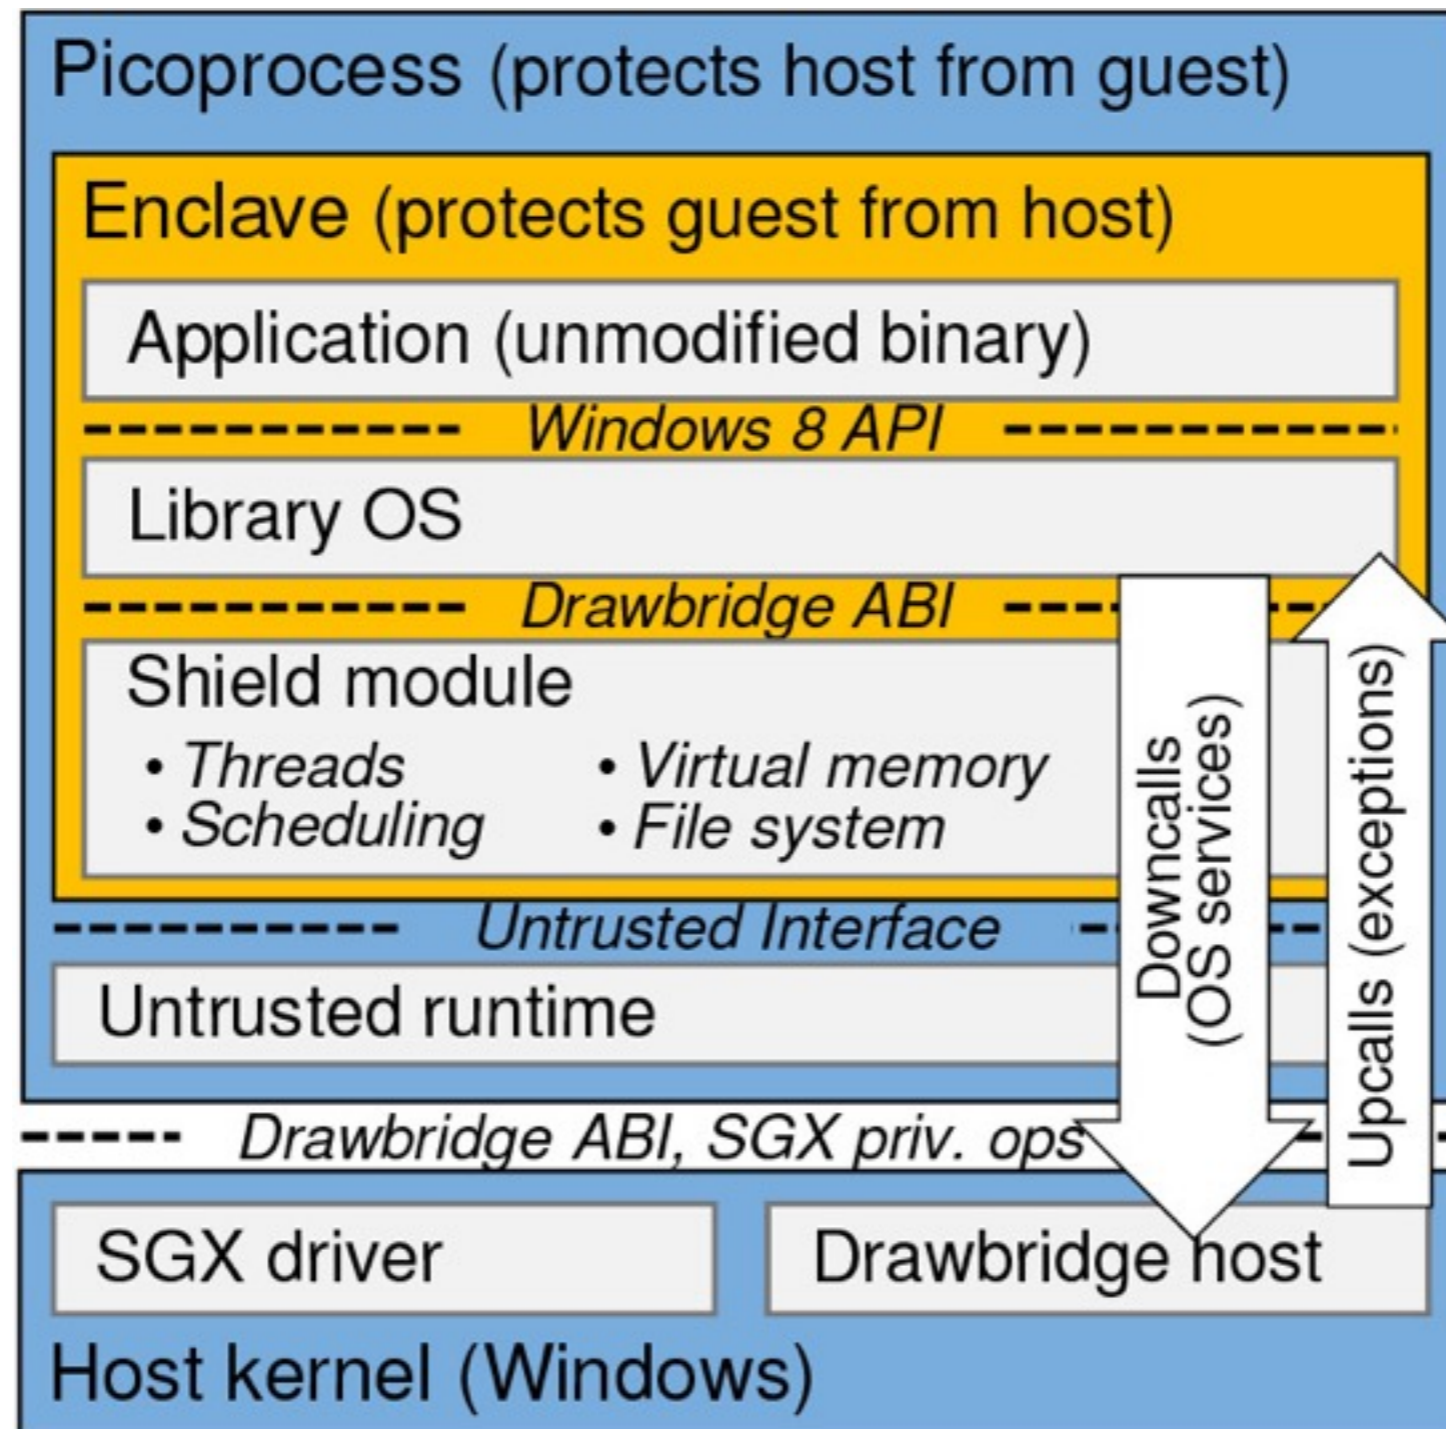 Picoprocess (protects host from guest)
Enclave (protects guest from host)
Application (unmodified binary)
Windows 8 API
Library OS
Drawbridge ABI
Shield module
• Threads
• Virtual memory
• Scheduling
• File system
Downcalls
(OS services)
Upcalls (exceptions)
Untrusted Interface
Untrusted runtime
Drawbridge ABI, SGX priv. ops
SGX driver
Drawbridge host
Host kernel (Windows)